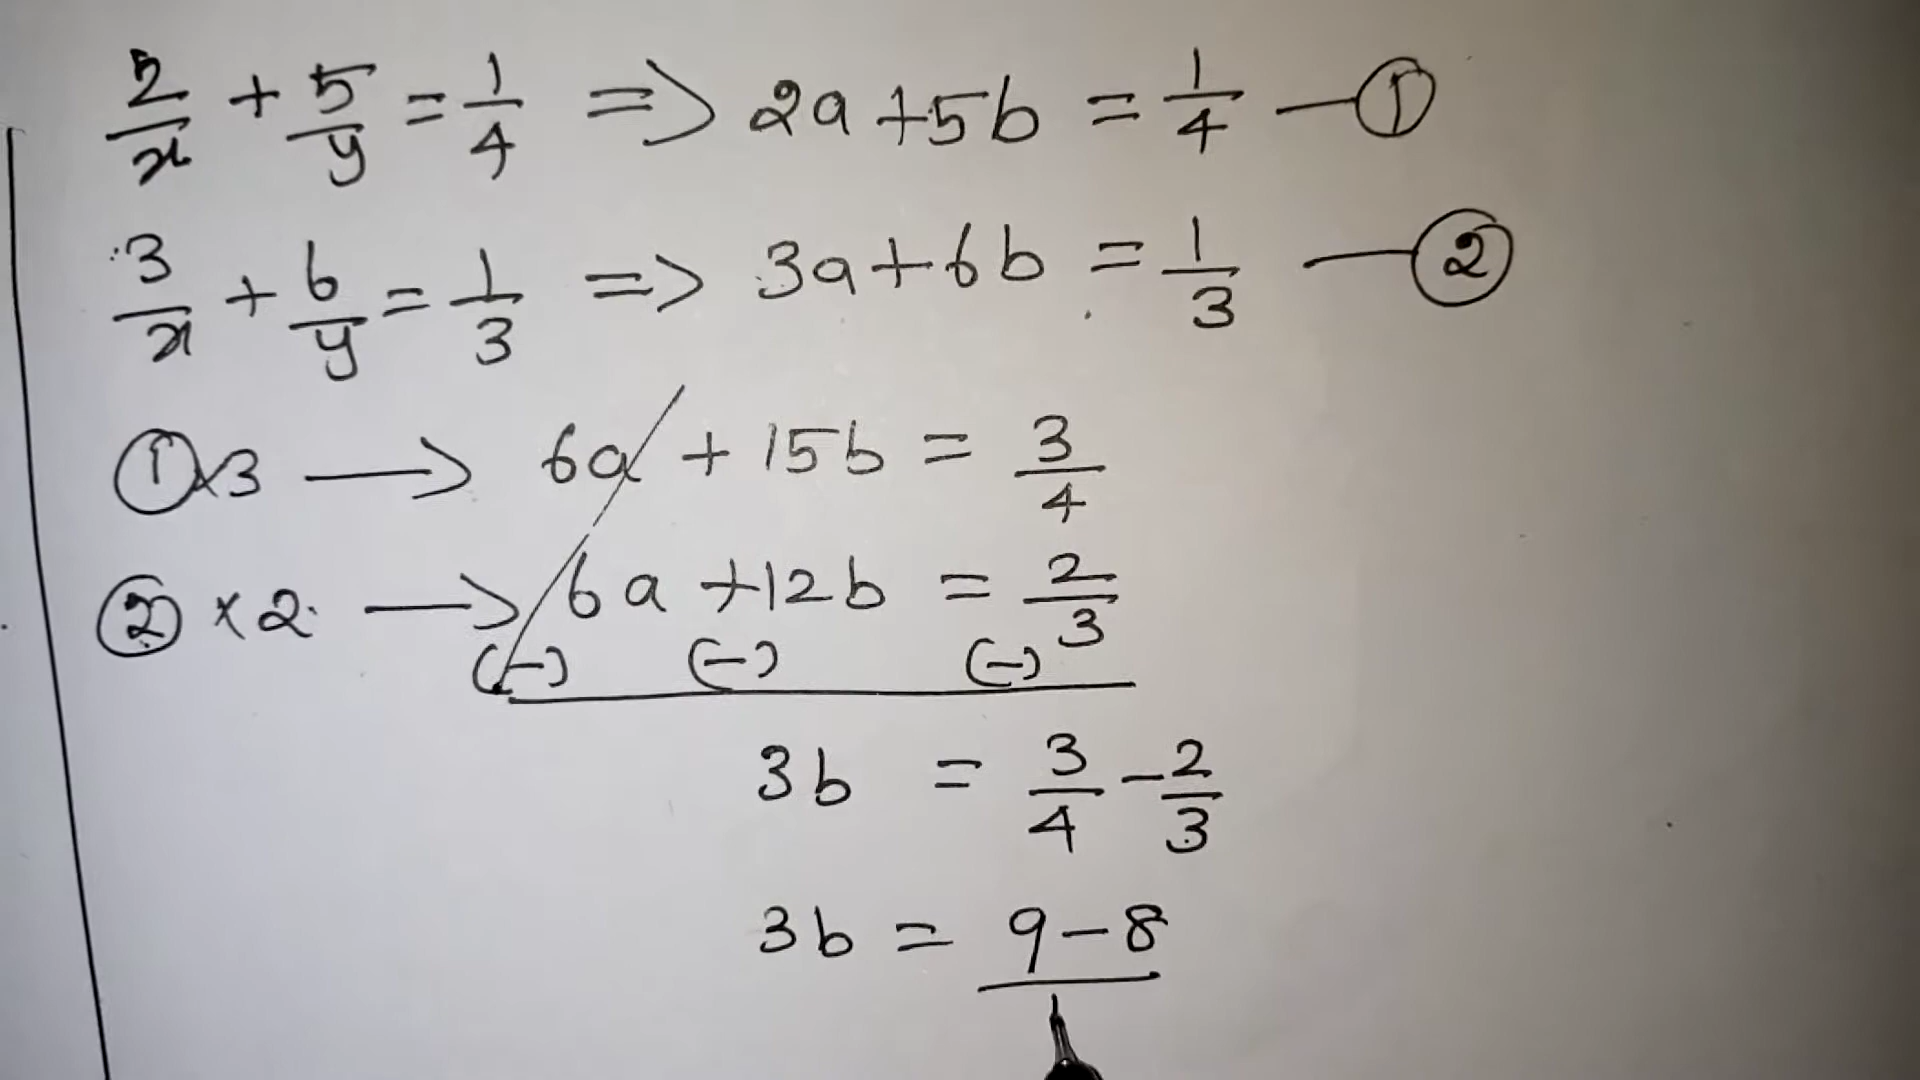 2/x + 5/y = 1/4 => 2a + 5b = 1/4 — ①
3/x + 6/y = 1/3 => 3a + 6b = 1/3 — ②
① x3 —> 6a + 15b = 3/4
② x 2 —> 6a + 12b = 2/3
(-) (-) (-)
3b = 3/4 - 2/3
3b = 9 - 8